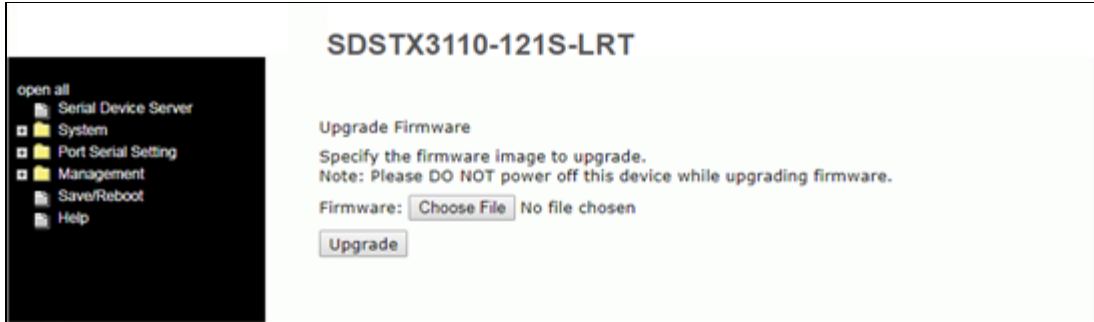 SDSTX3110-121S-LRT
open all
Serial Device Server
System
Port Serial Setting
Management
Save/Reboot
Help
Upgrade Firmware
Specify the firmware image to upgrade.
Note: Please DO NOT power off this device while upgrading firmware.
Firmware: Choose File No file chosen
Upgrade